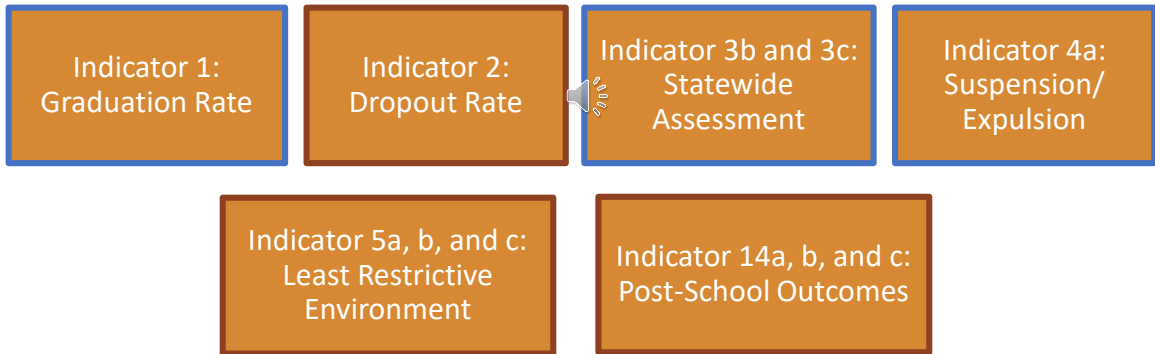 Indicator 1:
Graduation Rate
Indicator 2:
Dropout Rate
Indicator 3b and 3c:
Statewide
Assessment
Indicator 4a:
Suspension/
Expulsion
Indicator 5a, b, and c:
Least Restrictive
Environment
Indicator 14a, b, and c:
Post-School Outcomes